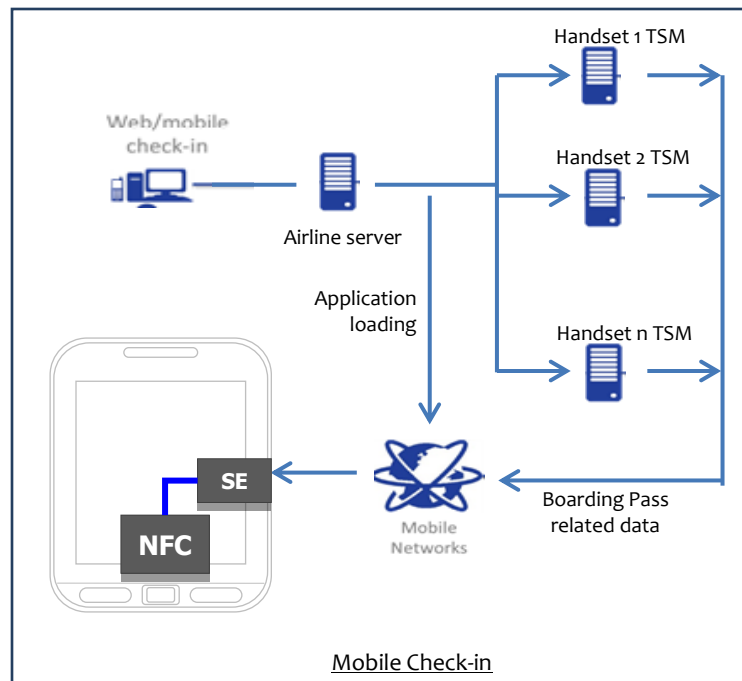 Handset 1 TSM
Web/mobile
check-in
Handset 2 TSM
Airline server
Application
loading
Handset n TSM
SE
NFC
Mobile
Networks
Boarding Pass
related data
Mobile Check-in